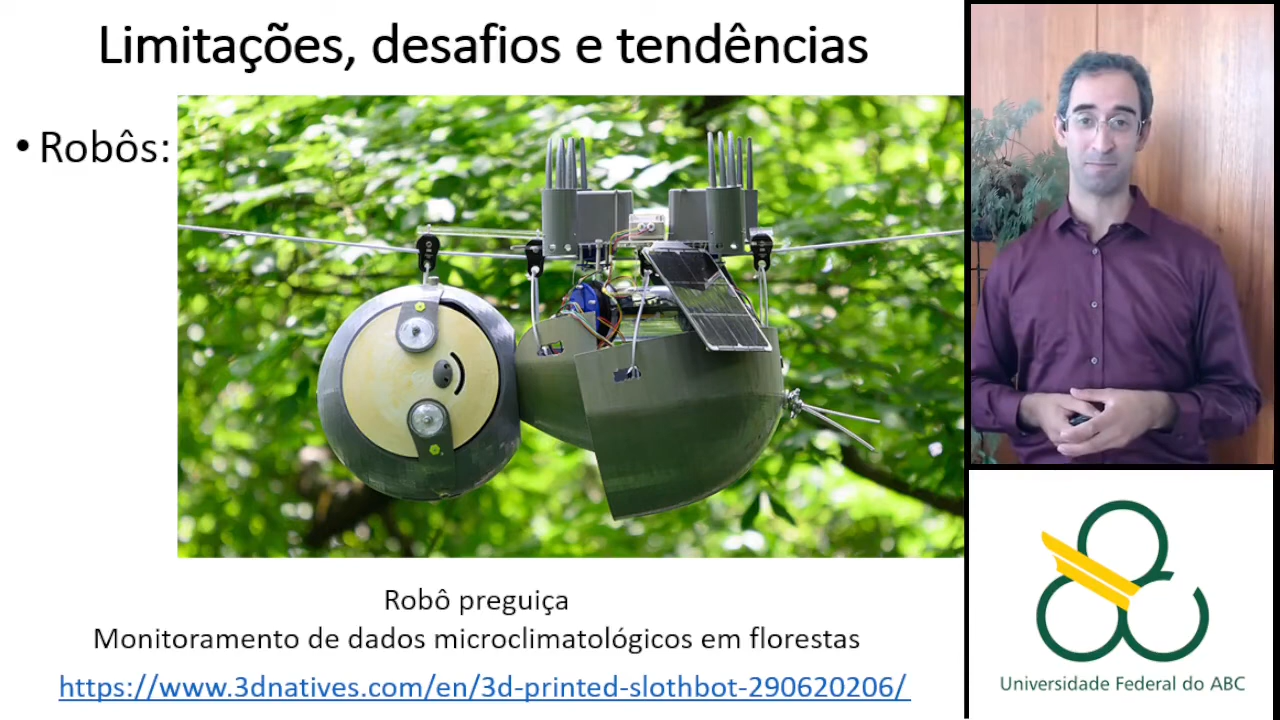 Limitações, desafios e tendências
• Robôs:
Robô preguiça
Monitoramento de dados microclimatológicos em florestas
https://www.3dnatives.com/en/3d-printed-slothbot-290620206/
Universidade Federal do ABC